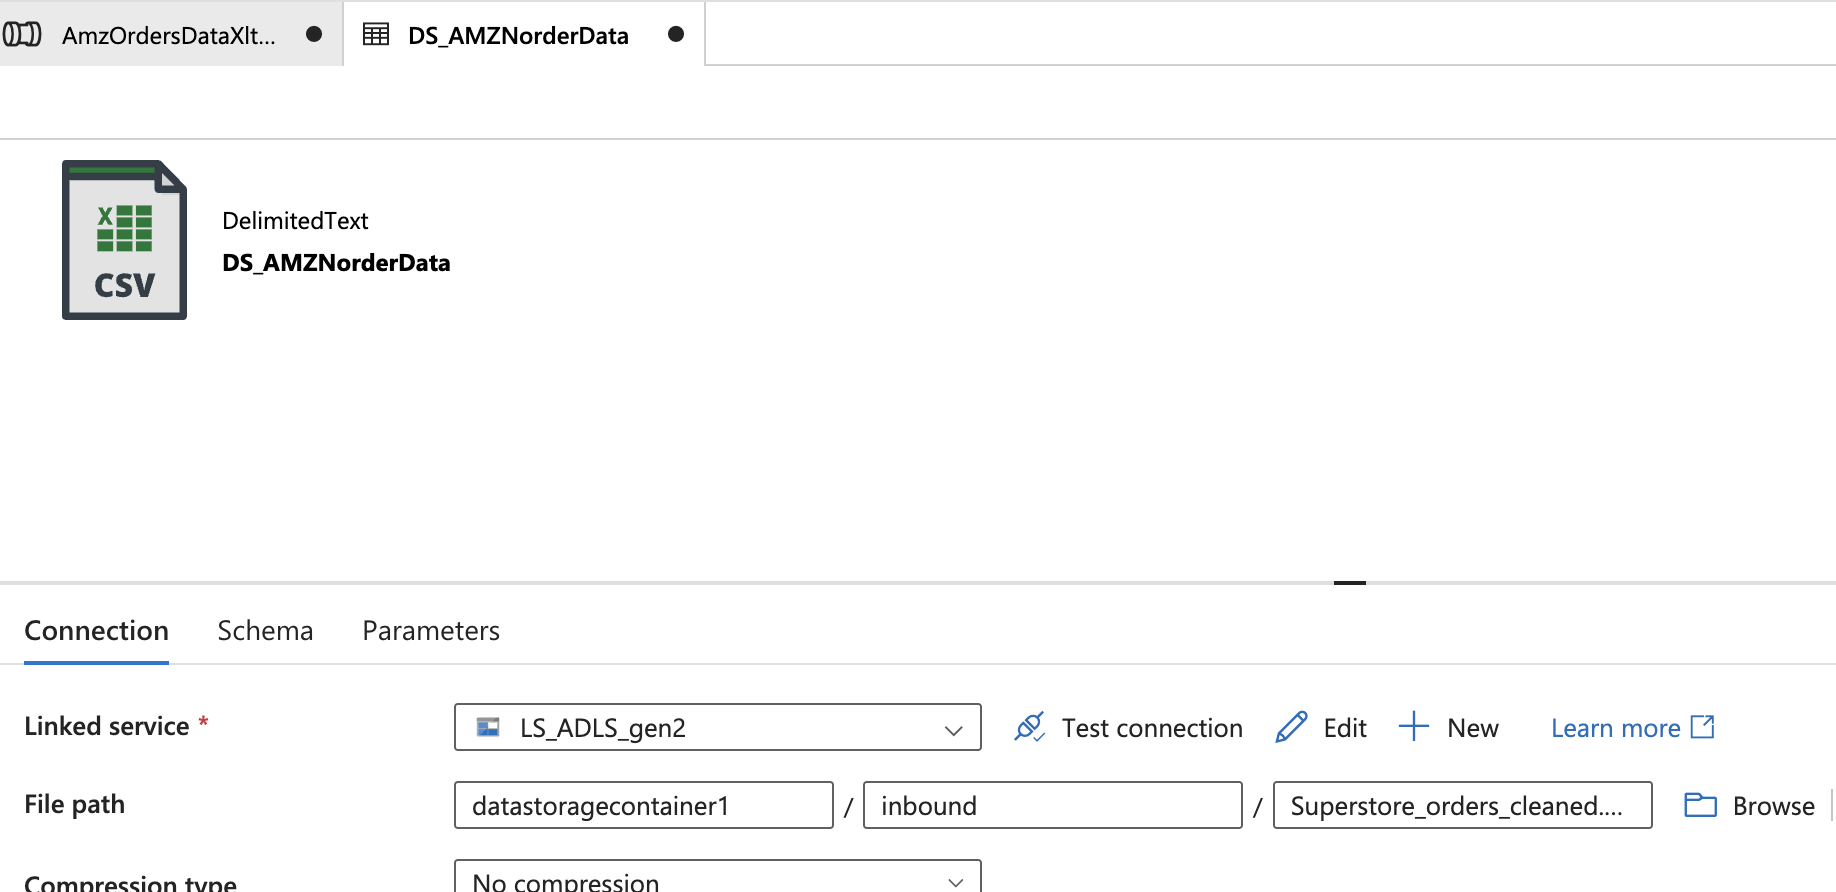 AmzOrdersDataXlt...
DS_AMZNorderData
X
CSV
DelimitedText
DS_AMZNorderData
Connection
Schema
Parameters
Linked service *
LS_ADLS_gen2
Test connection
Edit
New
Learn more
File path
datastoragecontainer1
/
inbound
/
Superstore_orders_cleaned....
Browse
Compression type
No compression